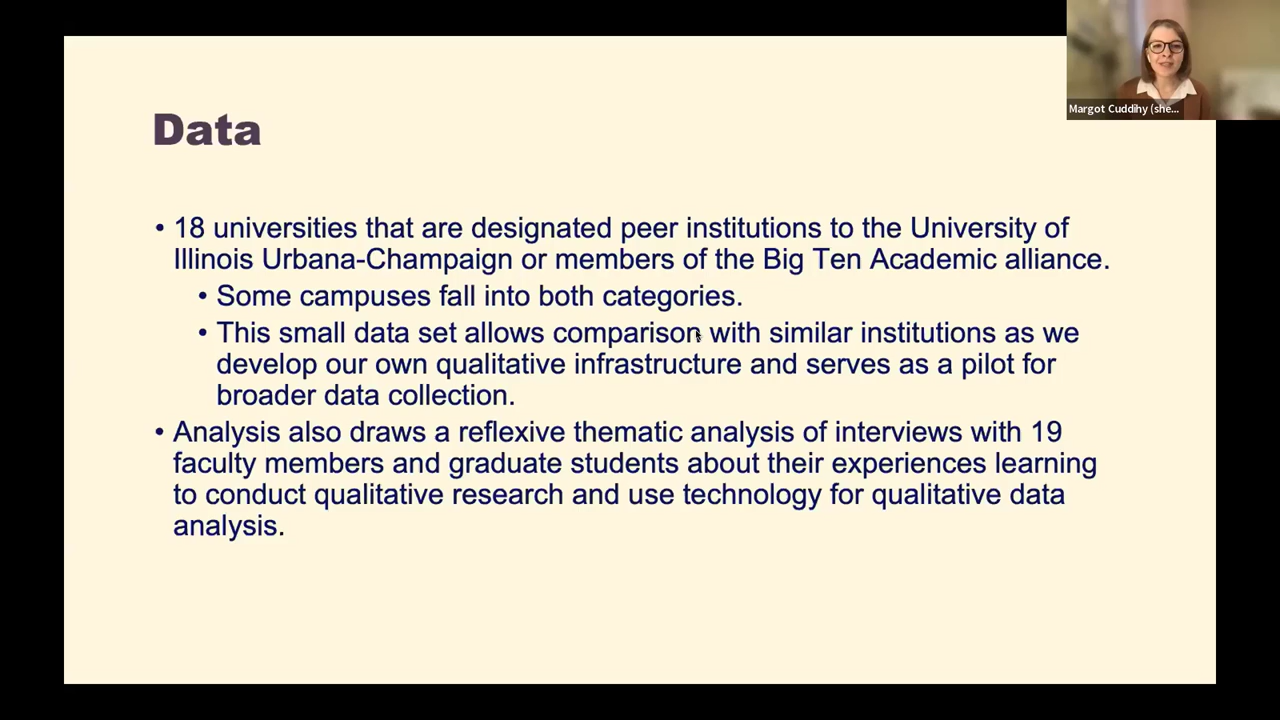 Margot Cuddihy (she...
Data
• 18 universities that are designated peer institutions to the University of
Illinois Urbana-Champaign or members of the Big Ten Academic alliance.
• Some campuses fall into both categories.
• This small data set allows comparison with similar institutions as we
develop our own qualitative infrastructure and serves as a pilot for
broader data collection.
• Analysis also draws a reflexive thematic analysis of interviews with 19
faculty members and graduate students about their experiences learning
to conduct qualitative research and use technology for qualitative data
analysis.